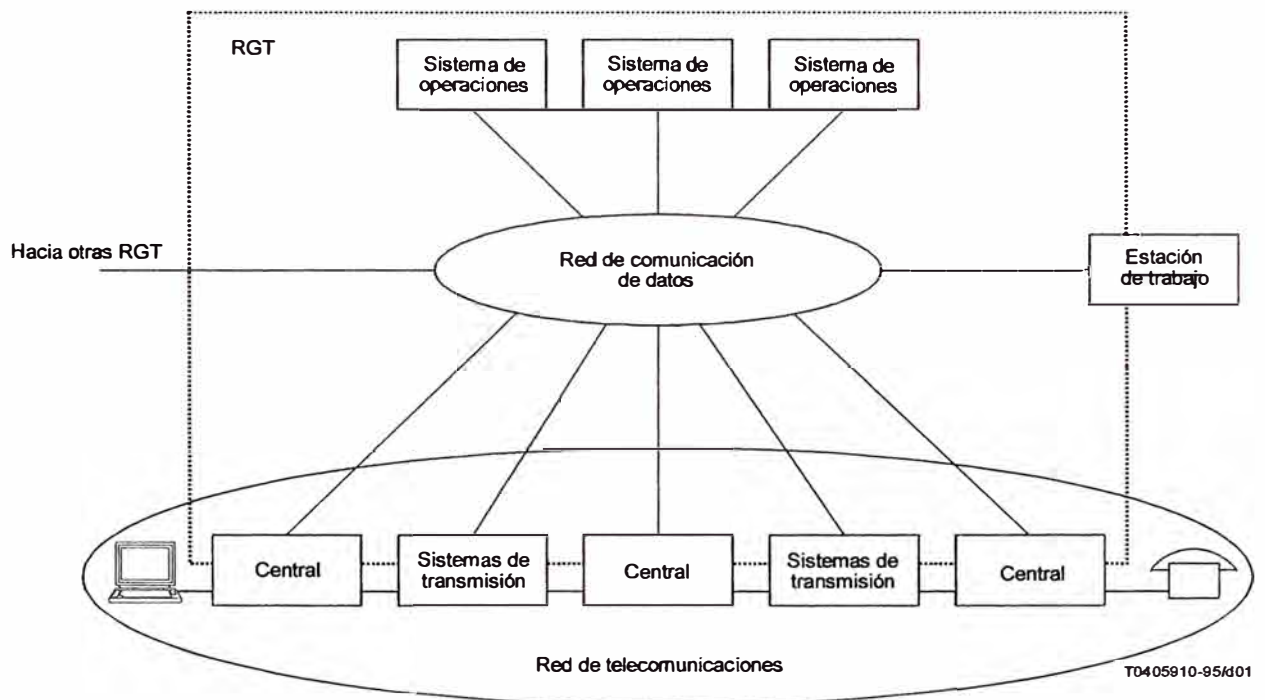 RGT
Sistema de
operaciones
Sistema de
operaciones
Sistema de
operaciones
Hacia otras RGT
Red de comunicación
de datos
Estación
de trabajo
Central
Sistemas de
transmisión
Central
Sistemas de
transmisión
Central
Red de telecomunicaciones
T0405910-95/d01